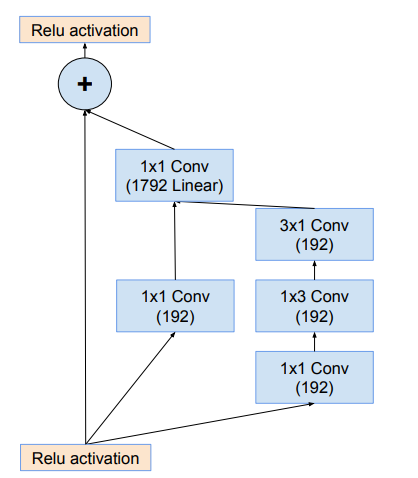 Relu activation
+
1x1 Conv
(1792 Linear)
3x1 Conv
(192)
1x1 Conv
(192)
1x3 Conv
(192)
1x1 Conv
(192)
Relu activation